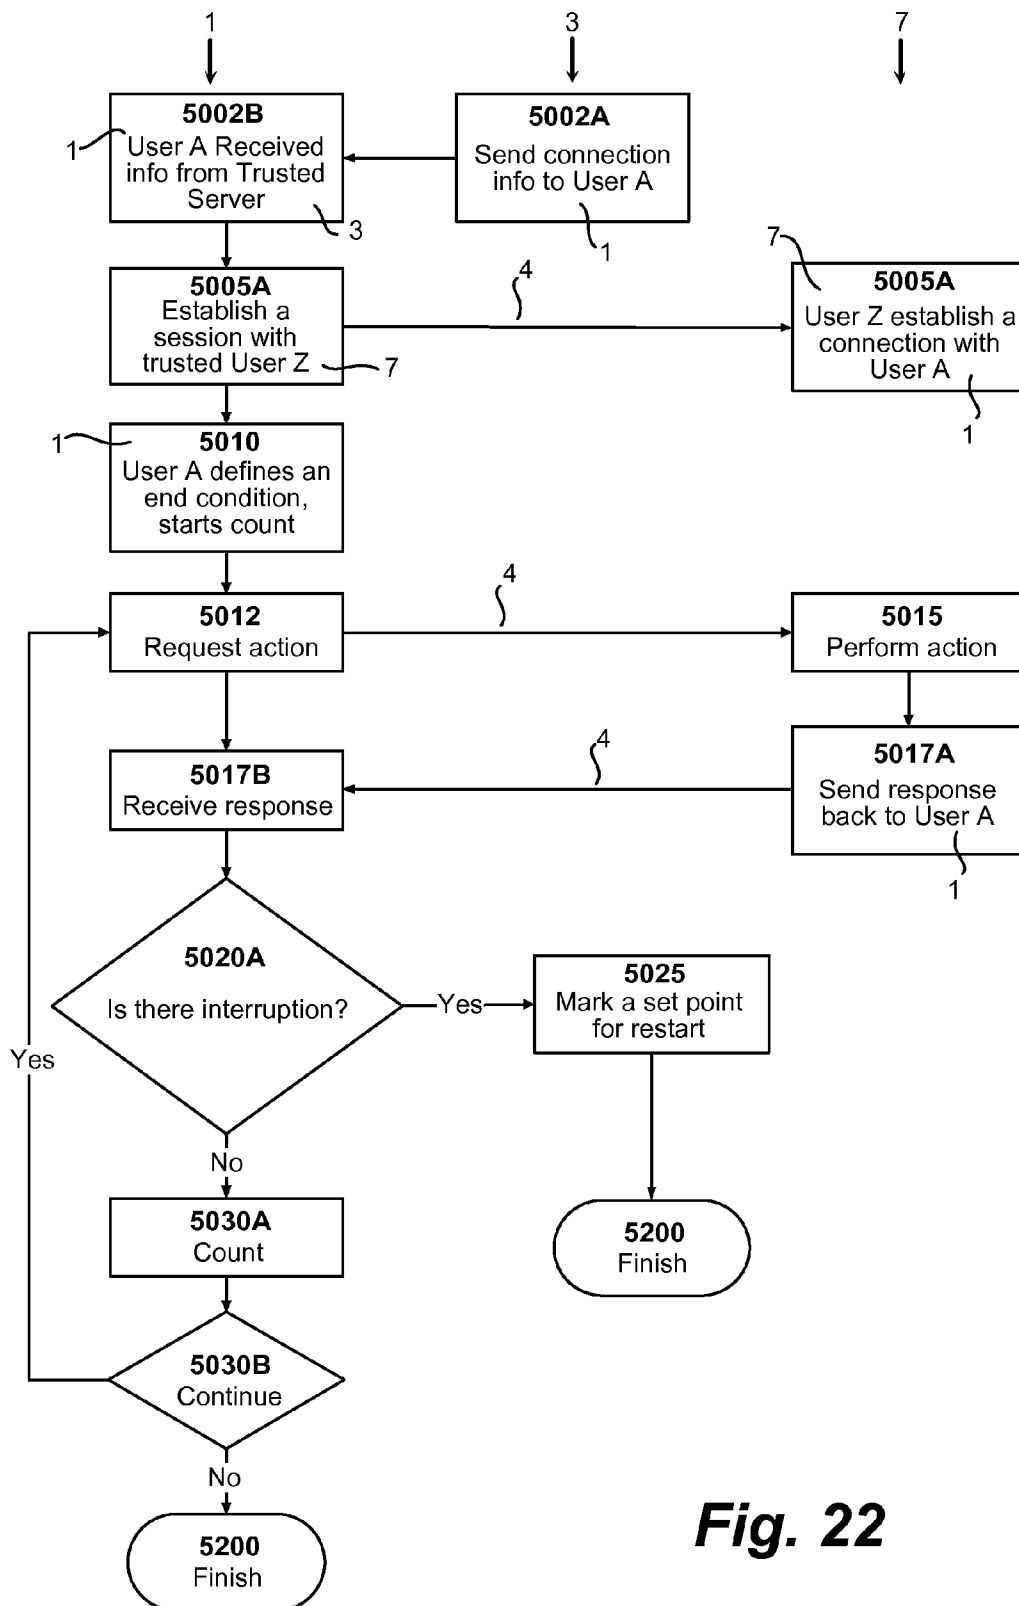 1
3
7
5002B
1
User A Received
info from Trusted
Server
3
5002A
Send connection
info to User A
1
5005A
Establish a
session with
trusted User Z
7
4
7
5005A
User Z establish a
connection with
User A
1
1
5010
User A defines an
end condition,
starts count
5012
Request action
4
5015
Perform action
5017B
Receive response
4
5017A
Send response
back to User A
1
5020A
Is there interruption?
Yes
5025
Mark a set point
for restart
Yes
No
5030A
Count
5200
Finish
5030B
Continue
No
5200
Finish
Fig. 22